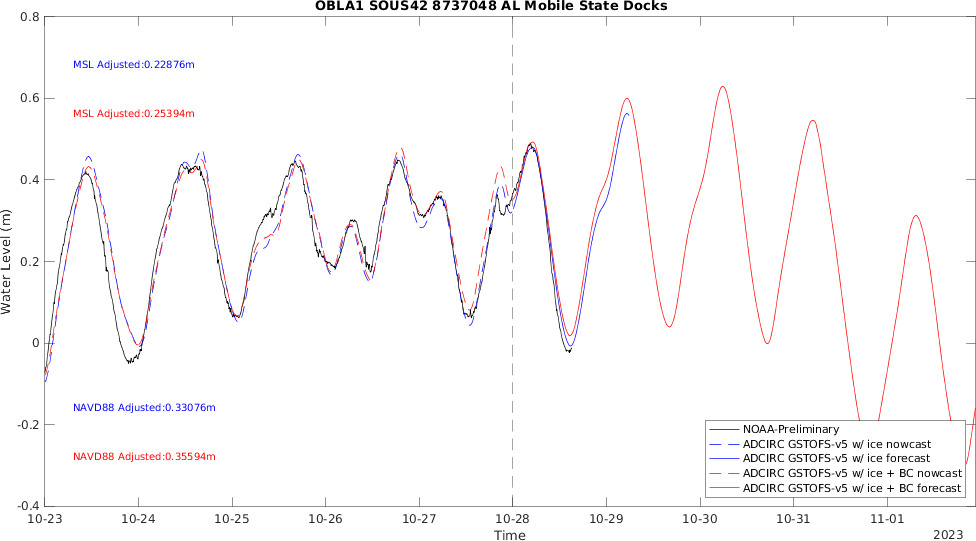 OBLA1 SOUS42 8737048 AL Mobile State Docks
0.8
0.6
0.4
0.2
0
-0.2
-0.4
Water Level (m)
MSL Adjusted:0.22876m
MSL Adjusted:0.25394m
NAVD88 Adjusted:0.33076m
NAVD88 Adjusted:0.35594m
NOAA-Preliminary
ADCIRC GSTOFS-v5 w/ ice nowcast
ADCIRC GSTOFS-v5 w/ ice forecast
ADCIRC GSTOFS-v5 w/ ice + BC nowcast
ADCIRC GSTOFS-v5 w/ ice + BC forecast
10-23 10-24 10-25 10-26 10-27 10-28 10-29 10-30 10-31 11-01
Time
2023